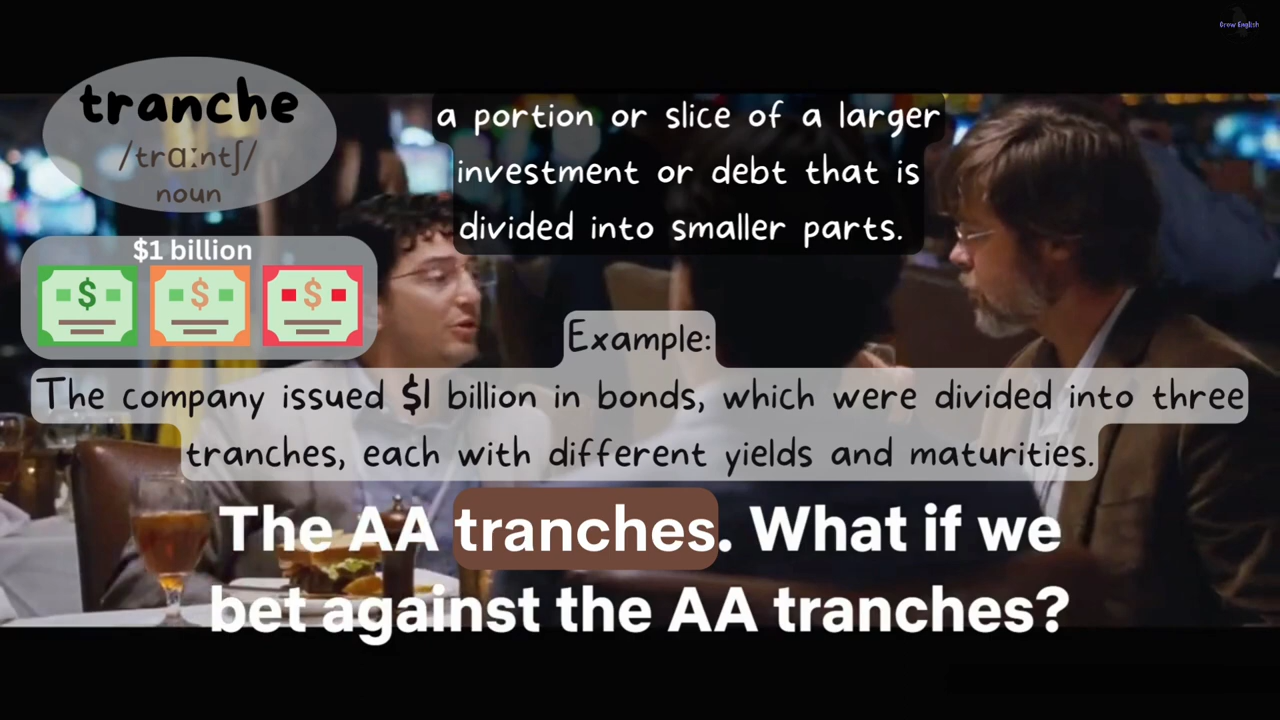 Crew English
tranche
/trɑːntʃ/
noun
a portion or slice of a larger
investment or debt that is
divided into smaller parts.
$1 billion
$ $ $
Example:
The company issued $1 billion in bonds, which were divided into three
tranches, each with different yields and maturities.
The AA tranches. What if we
bet against the AA tranches?